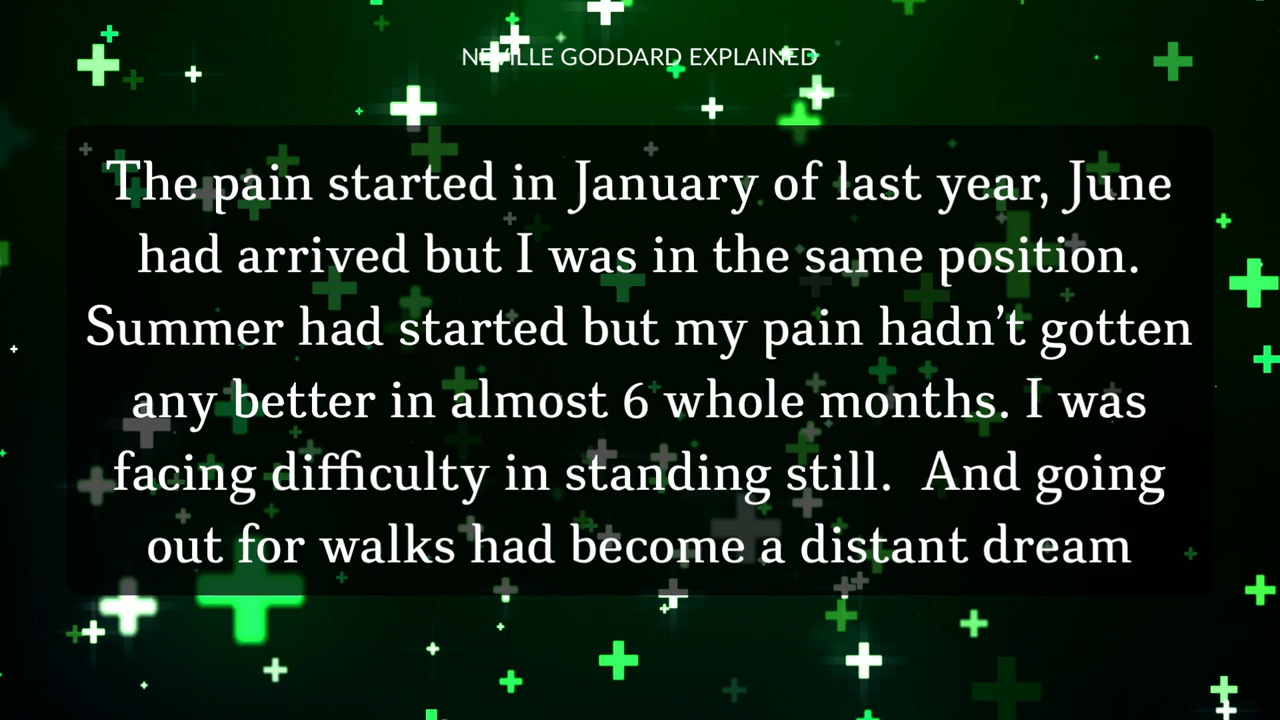 NEVILLE GODDARD EXPLAINED
The pain started in January of last year, June
had arrived but I was in the same position.
Summer had started but my pain hadn’t gotten
any better in almost 6 whole months. I was
facing difficulty in standing still.  And going
out for walks had become a distant dream